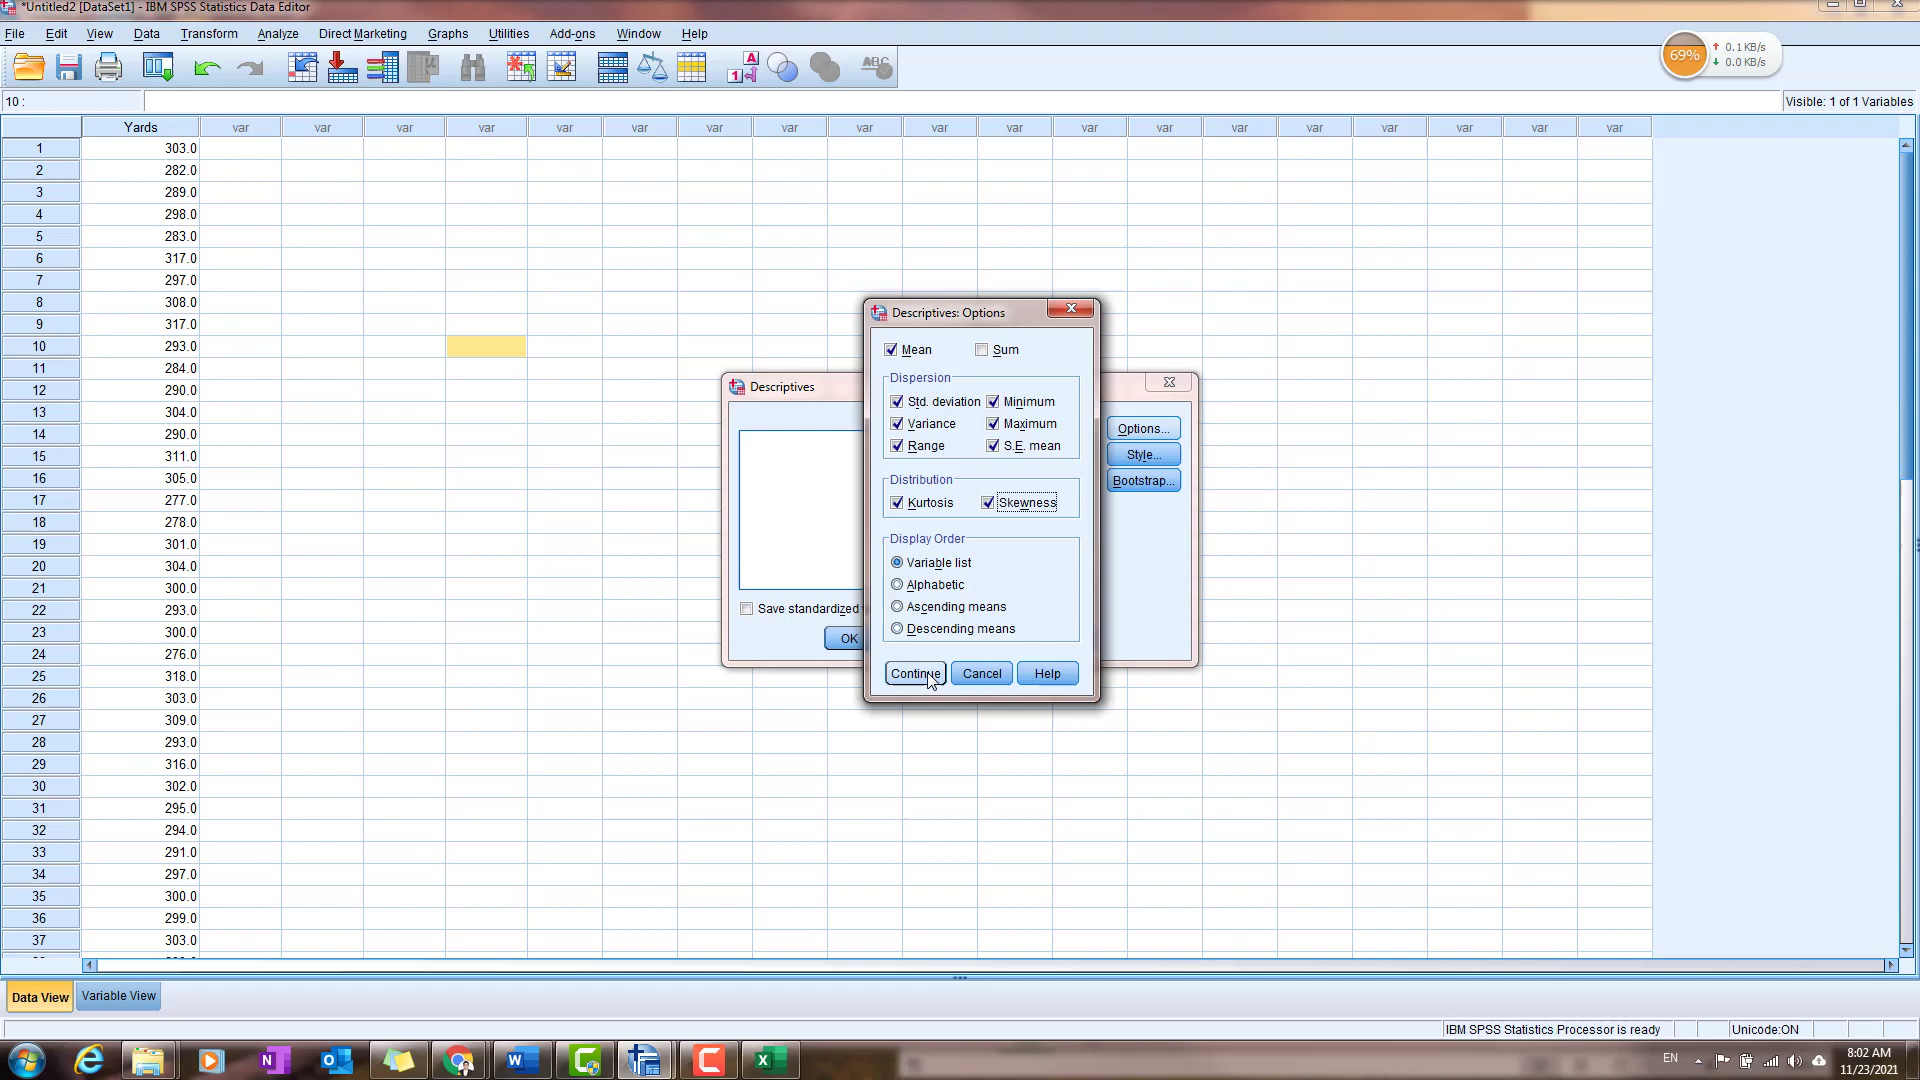 *Untitled2 [DataSet1] - IBM SPSS Statistics Data Editor
File Edit View Data Transform Analyze Direct Marketing Graphs Utilities Add-ons Window Help
69% 0.1 KB/s
0.0 KB/s
10 :
Visible: 1 of 1 Variables
Yards var var var var var var var var var var var var var var var var var var
1 303.0
2 282.0
3 289.0
4 298.0
5 283.0
6 317.0
7 297.0
8 308.0
9 317.0
10 293.0
11 284.0
12 290.0
13 304.0
14 290.0
15 311.0
16 305.0
17 277.0
18 278.0
19 301.0
20 304.0
21 300.0
22 293.0
23 300.0
24 276.0
25 318.0
26 303.0
27 309.0
28 293.0
29 316.0
30 302.0
31 295.0
32 294.0
33 291.0
34 297.0
35 300.0
36 299.0
37 303.0
Descriptives
Save standardized
OK
Options...
Style...
Bootstrap...
Descriptives: Options
Mean Sum
Dispersion
Std. deviation Minimum
Variance Maximum
Range S.E. mean
Distribution
Kurtosis Skewness
Display Order
Variable list
Alphabetic
Ascending means
Descending means
Continue Cancel Help
Data View Variable View
IBM SPSS Statistics Processor is ready Unicode:ON
EN
8:02 AM
11/23/2021